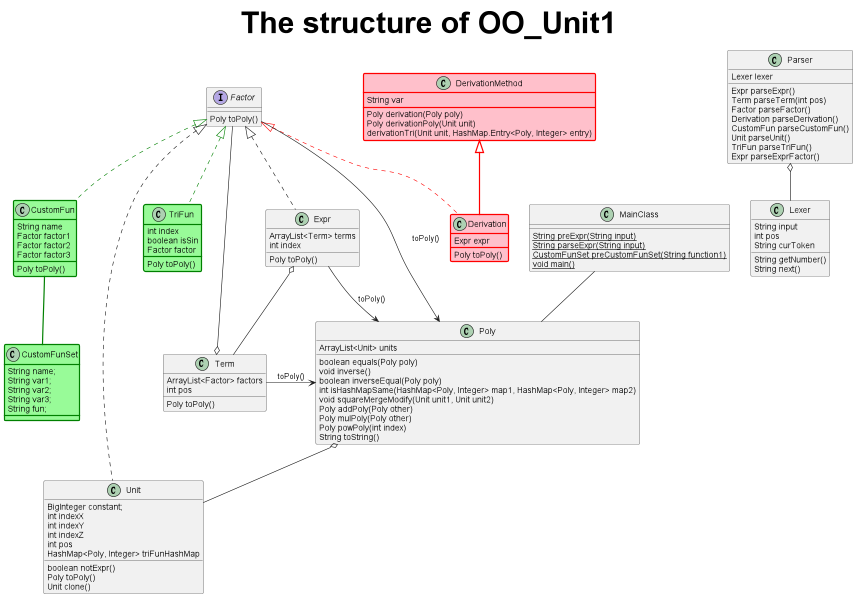 The structure of OO_Unit1
C Parser
Lexer lexer
Expr parseExpr()
Term parseTerm(int pos)
Factor parseFactor()
Derivation parseDerivation()
CustomFun parseCustomFun()
Unit parseUnit()
TriFun parseTriFun()
Expr parseExprFactor()
C DerivationMethod
String var
Poly derivation(Poly poly)
Poly derivationPoly(Unit unit)
derivationTri(Unit unit, HashMap.Entry<Poly, Integer> entry)
I Factor
Poly toPoly()
C CustomFun
String name
Factor factor1
Factor factor2
Factor factor3
Poly toPoly()
C TriFun
int index
boolean isSin
Factor factor
Poly toPoly()
C Expr
ArrayList<Term> terms
int index
Poly toPoly()
toPoly()
C Derivation
Expr expr
Poly toPoly()
C MainClass
String preExpr(String input)
String parseExpr(String input)
CustomFunSet preCustomFunSet(String function1)
void main()
C Lexer
String input
int pos
String curToken
String getNumber()
String next()
toPoly()
C CustomFunSet
String name;
String var1;
String var2;
String var3;
String fun;
C Term
ArrayList<Factor> factors
int pos
Poly toPoly()
toPoly()
C Poly
ArrayList<Unit> units
boolean equals(Poly poly)
void inverse()
boolean inverseEqual(Poly poly)
int isHashMapSame(HashMap<Poly, Integer> map1, HashMap<Poly, Integer> map2)
void squareMergeModify(Unit unit1, Unit unit2)
Poly addPoly(Poly other)
Poly mulPoly(Poly other)
Poly powPoly(int index)
String toString()
C Unit
BigInteger constant;
int indexX
int indexY
int indexZ
int pos
HashMap<Poly, Integer> triFunHashMap
boolean notExpr()
Poly toPoly()
Unit clone()